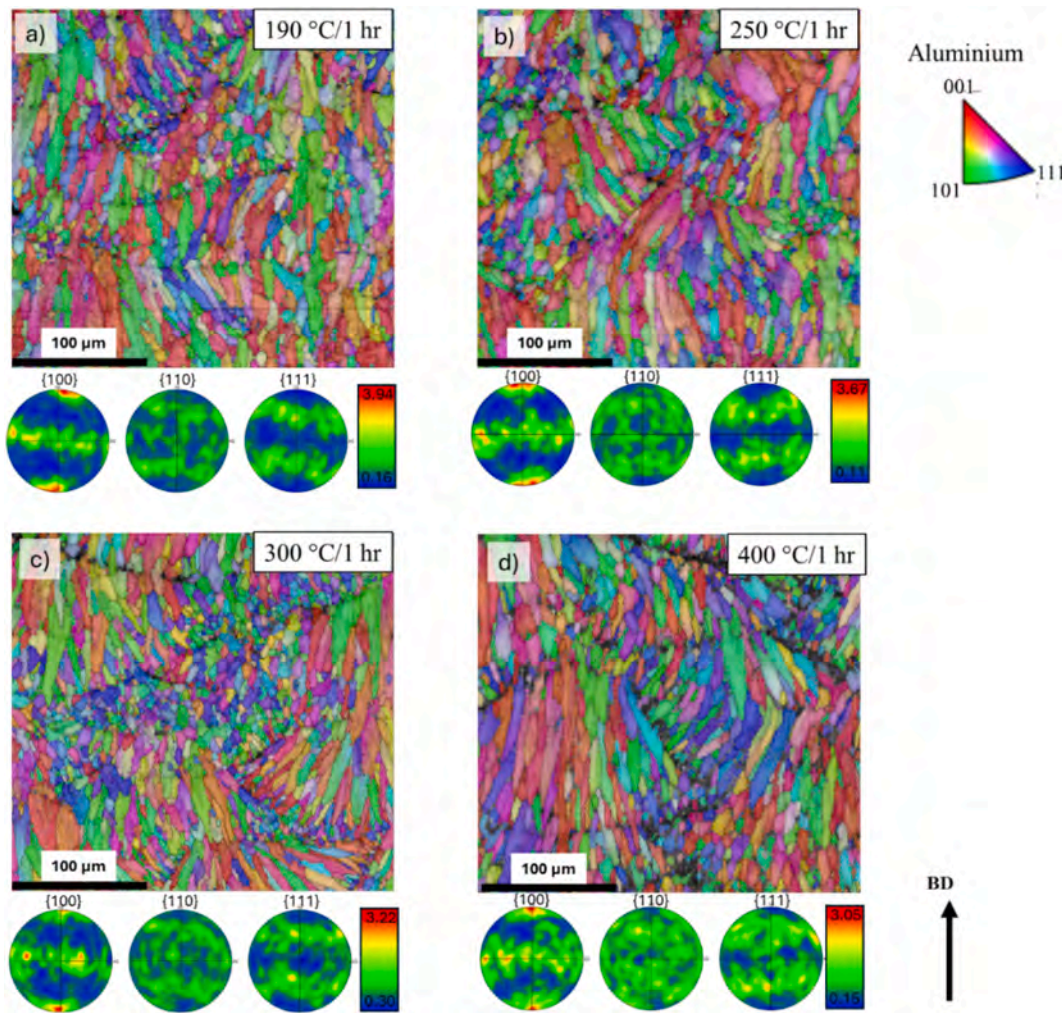 a)
190 °C/1 hr
b)
250 °C/1 hr
Aluminium
001
101
111
100 µm
100 µm
{100}
{110}
{111}
3.94
0.16
{100}
{110}
{111}
3.67
0.11
c)
300 °C/1 hr
d)
400 °C/1 hr
100 µm
100 µm
BD
{100}
{110}
{111}
3.22
0.30
{100}
{110}
{111}
3.05
0.15